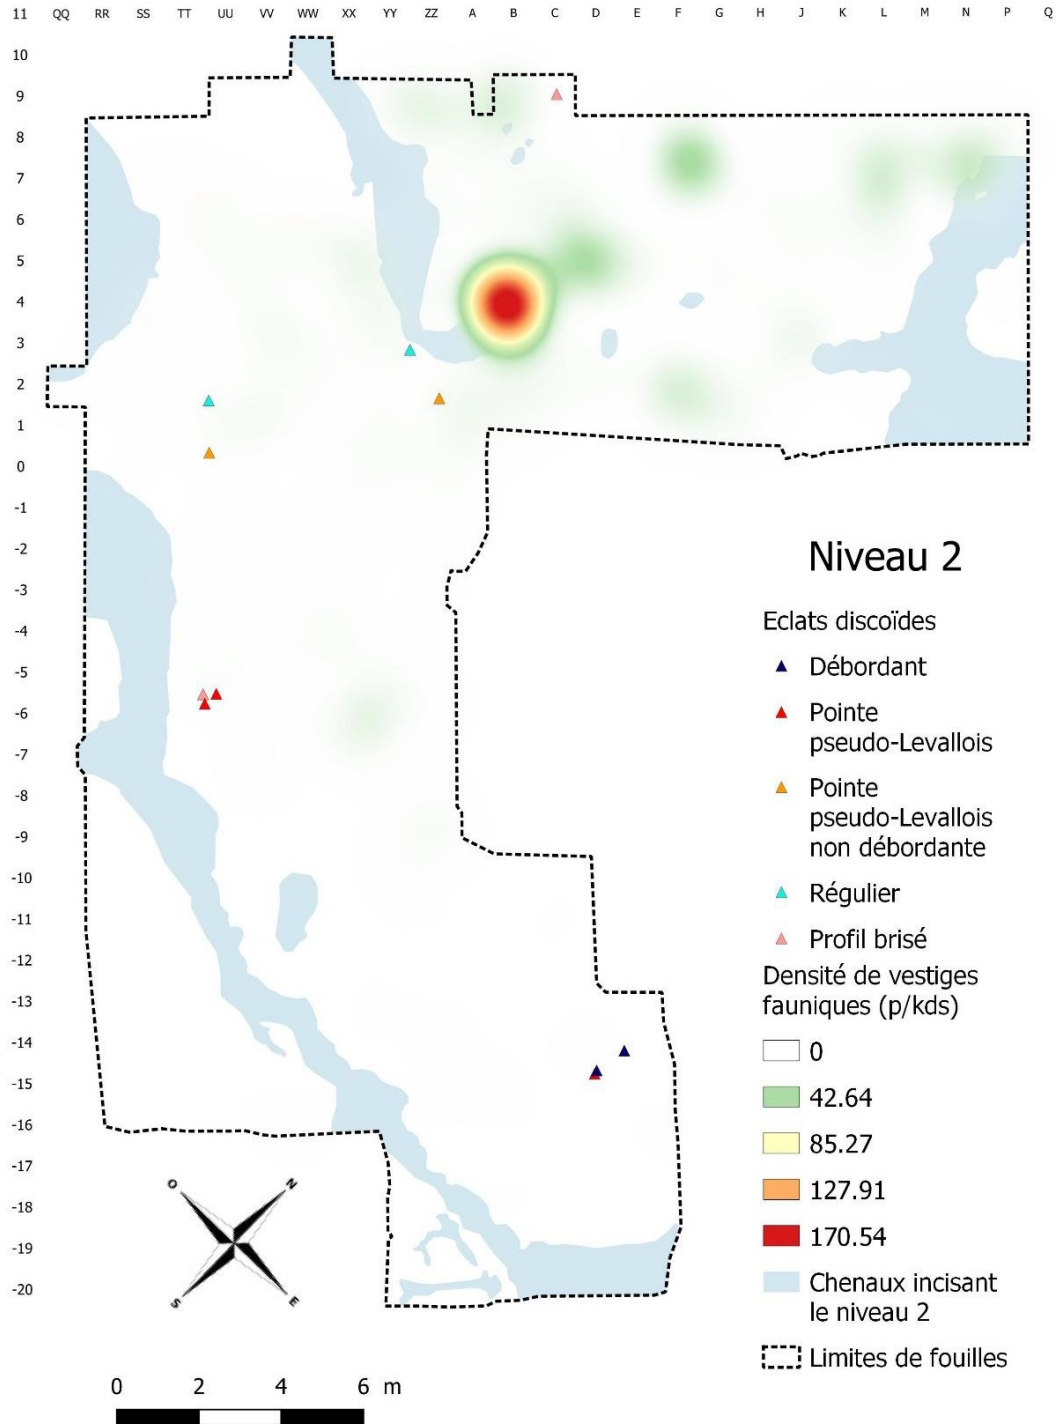 11 QQ RR SS TT UU VV WW XX YY ZZ A B C D E F G H J K L M N P Q
10
9
8
7
6
5
4
3
2
1
0
-1
-2
-3
-4
-5
-6
-7
-8
-9
-10
-11
-12
-13
-14
-15
-16
-17
-18
-19
-20
Niveau 2
Eclats discoïdes
Débordant
Pointe
pseudo-Levallois
Pointe
pseudo-Levallois
non débordante
Régulier
Profil brisé
Densité de vestiges
fauniques (p/kds)
0
42.64
85.27
127.91
170.54
Chenaux incisant
le niveau 2
Limites de fouilles
O N
S E
0 2 4 6 m